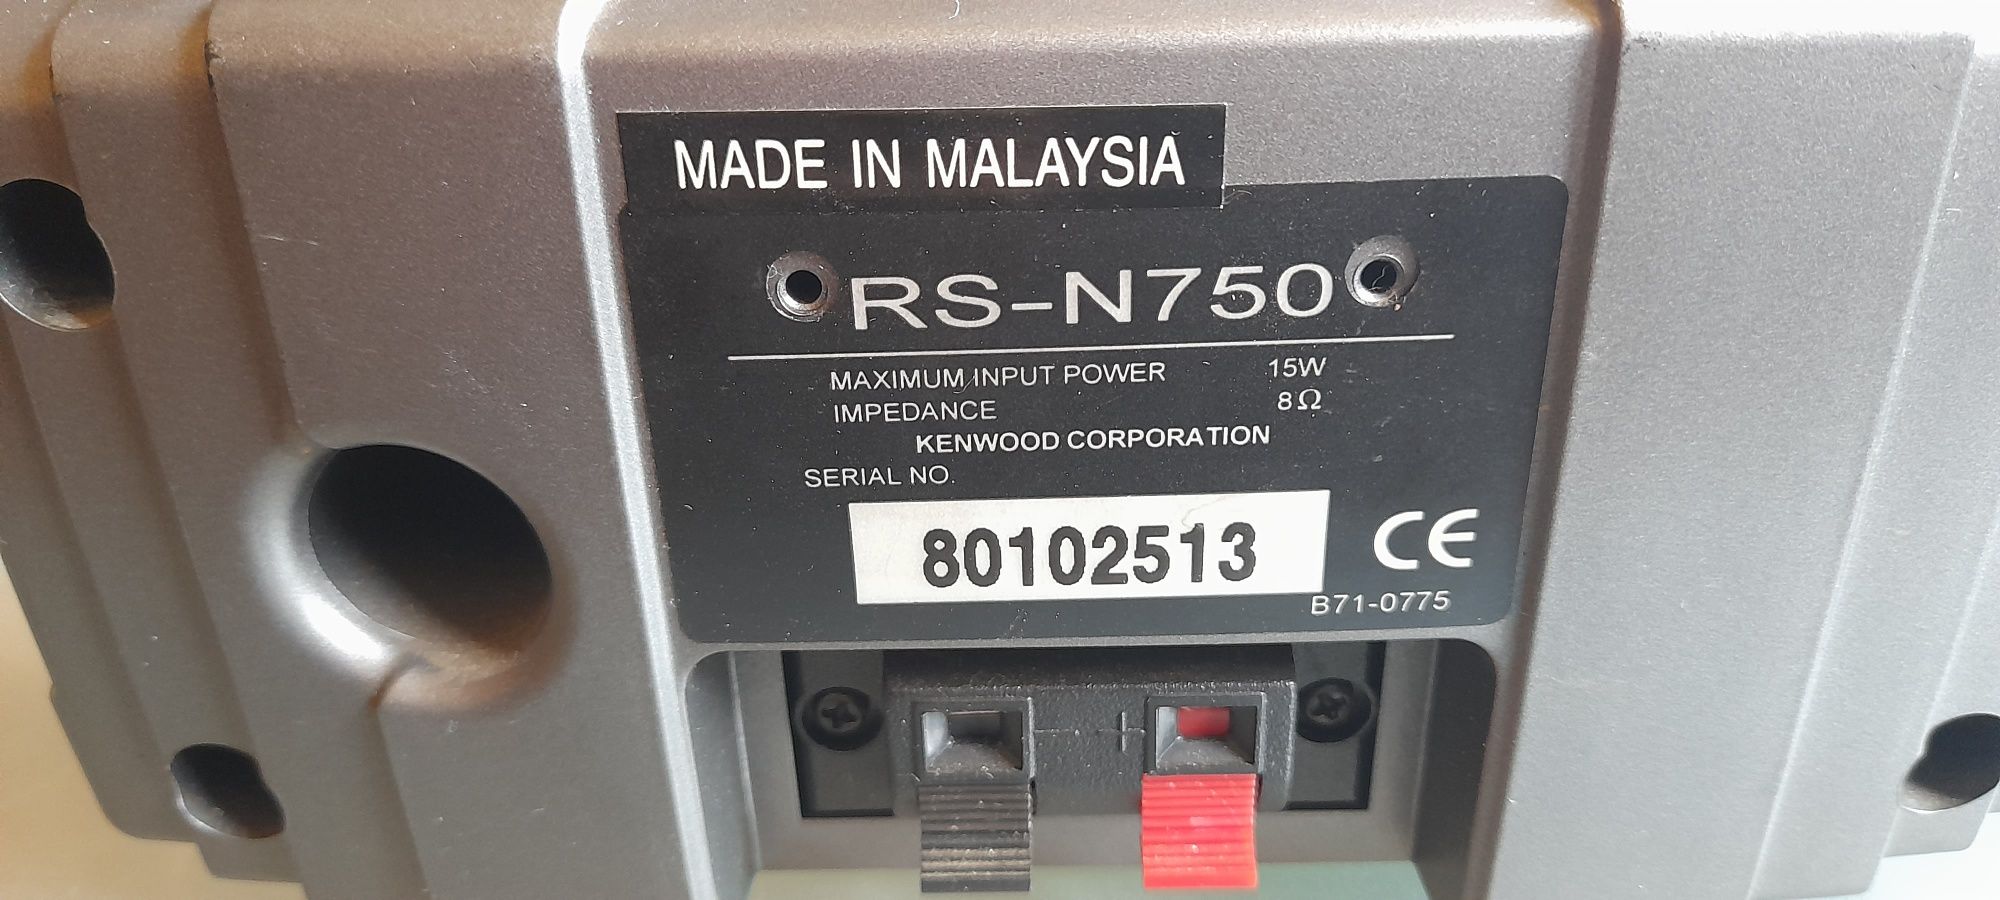 MADE IN MALAYSIA
RS-N750
MAXIMUM INPUT POWER 15W
IMPEDANCE 8Ω
KENWOOD CORPORATION
SERIAL NO.
80102513
CE
B71-0775
- +